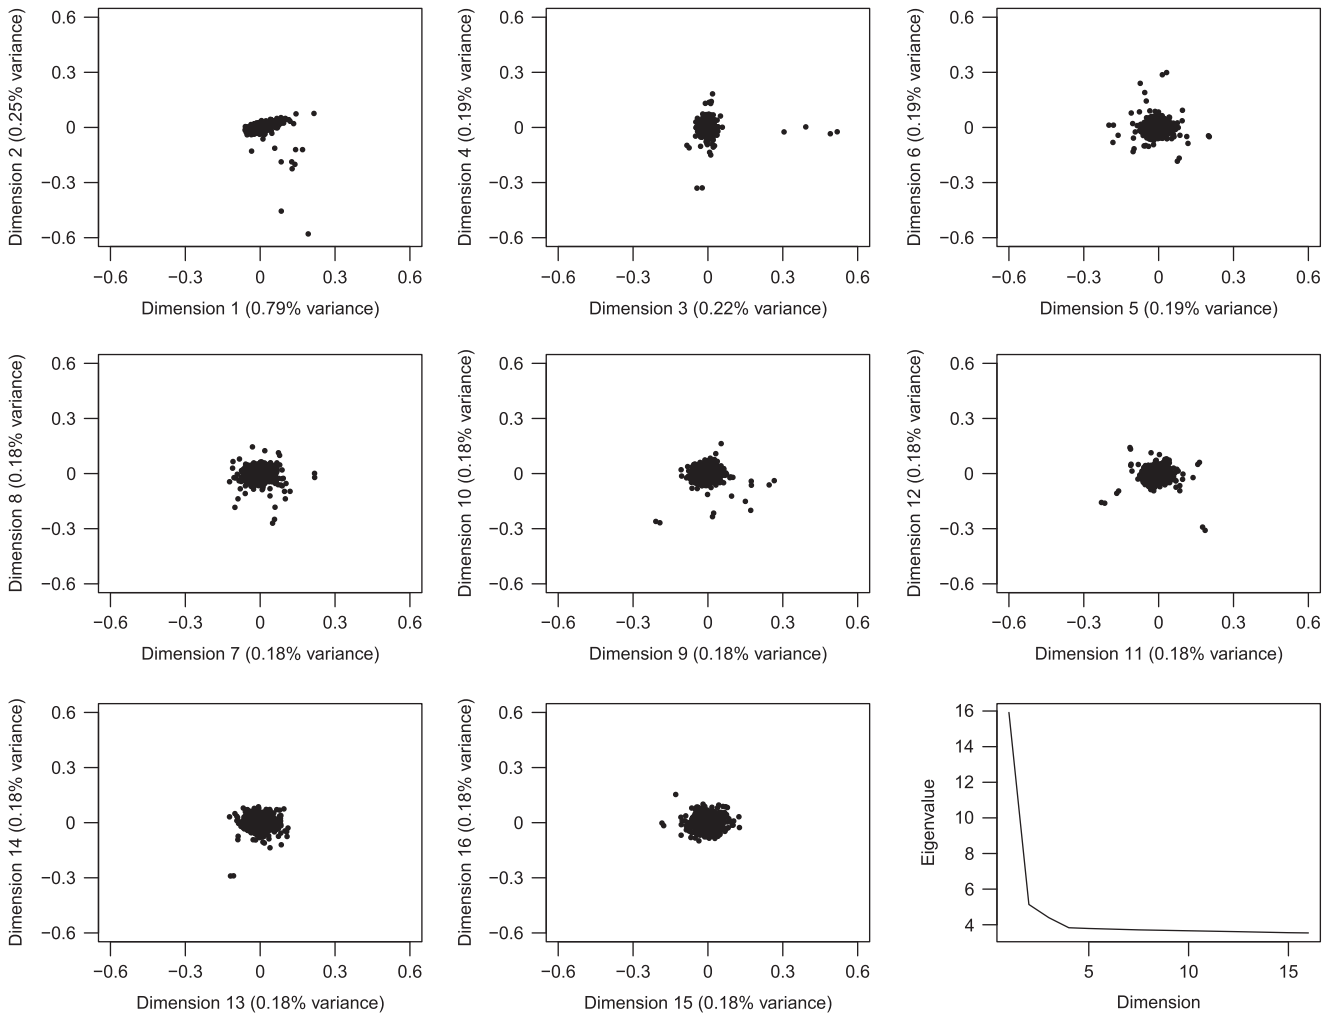 0.6
0.3
0
−0.3
−0.6
Dimension 2 (0.25% variance)
−0.6 −0.3 0 0.3 0.6
Dimension 1 (0.79% variance)
0.6
0.3
0
−0.3
−0.6
Dimension 4 (0.19% variance)
−0.6 −0.3 0 0.3 0.6
Dimension 3 (0.22% variance)
0.6
0.3
0
−0.3
−0.6
Dimension 6 (0.19% variance)
−0.6 −0.3 0 0.3 0.6
Dimension 5 (0.19% variance)
0.6
0.3
0
−0.3
−0.6
Dimension 8 (0.18% variance)
−0.6 −0.3 0 0.3 0.6
Dimension 7 (0.18% variance)
0.6
0.3
0
−0.3
−0.6
Dimension 10 (0.18% variance)
−0.6 −0.3 0 0.3 0.6
Dimension 9 (0.18% variance)
0.6
0.3
0
−0.3
−0.6
Dimension 12 (0.18% variance)
−0.6 −0.3 0 0.3 0.6
Dimension 11 (0.18% variance)
0.6
0.3
0
−0.3
−0.6
Dimension 14 (0.18% variance)
−0.6 −0.3 0 0.3 0.6
Dimension 13 (0.18% variance)
0.6
0.3
0
−0.3
−0.6
Dimension 16 (0.18% variance)
−0.6 −0.3 0 0.3 0.6
Dimension 15 (0.18% variance)
16
14
12
10
8
6
4
Eigenvalue
5 10 15
Dimension